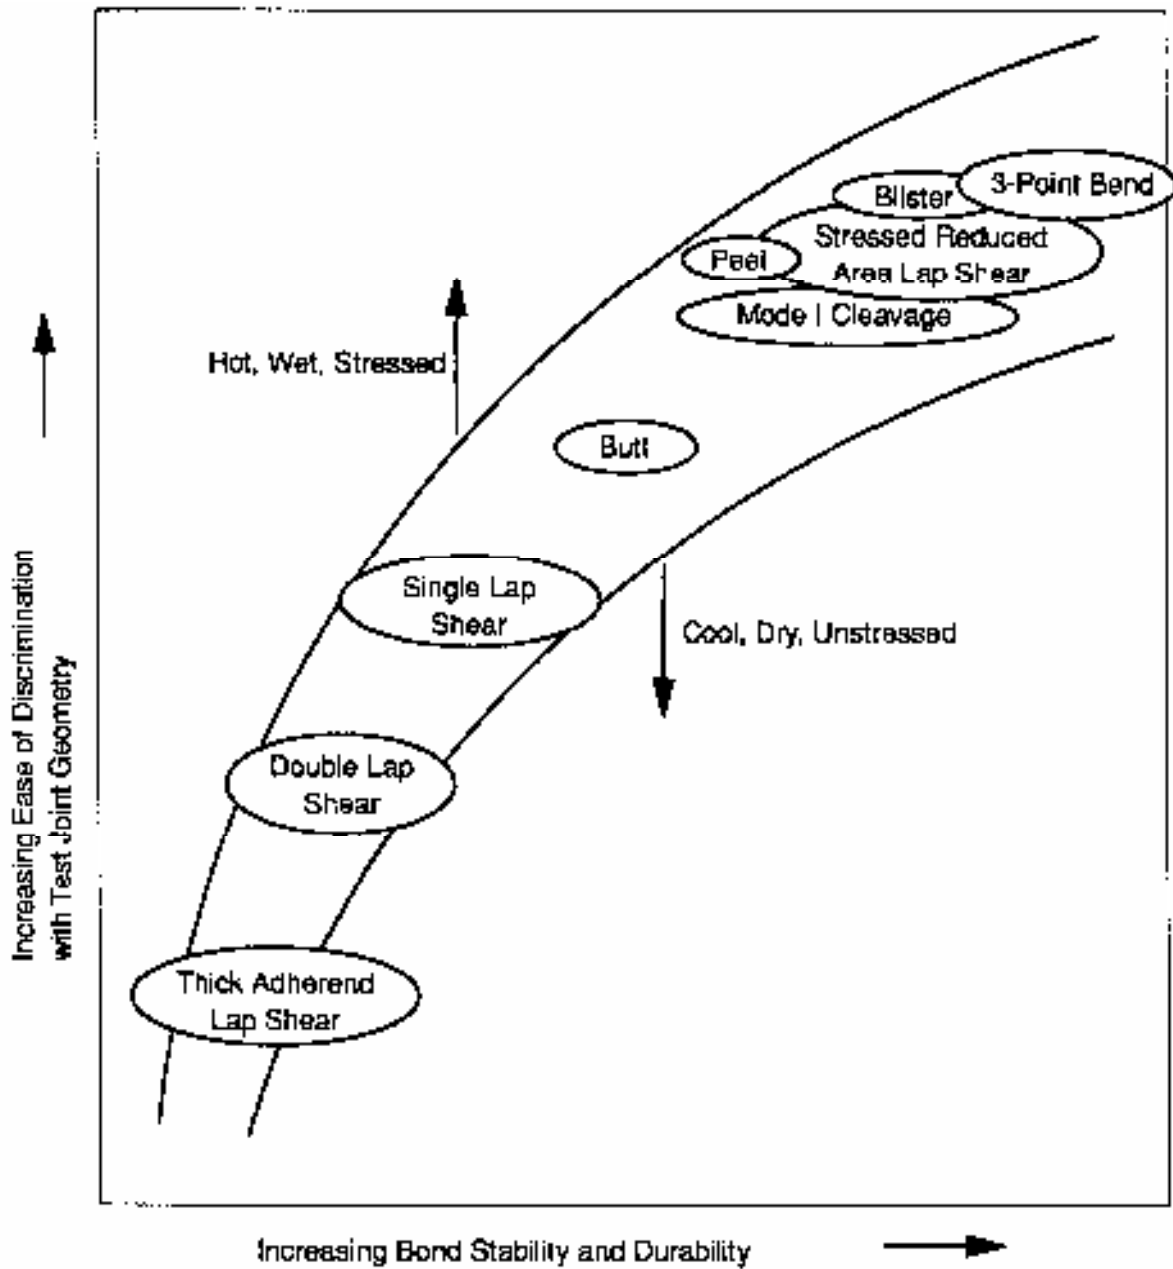 3-Point Bend
Blister
Stressed Reduced
Area Lap Shear
Peel
Mode I Cleavage
Hot, Wet, Stressed
Butt
Single Lap
Shear
Cool, Dry, Unstressed
Double Lap
Shear
Thick Adherend
Lap Shear
Increasing Ease of Discrimination
with Test Joint Geometry
Increasing Bond Stability and Durability